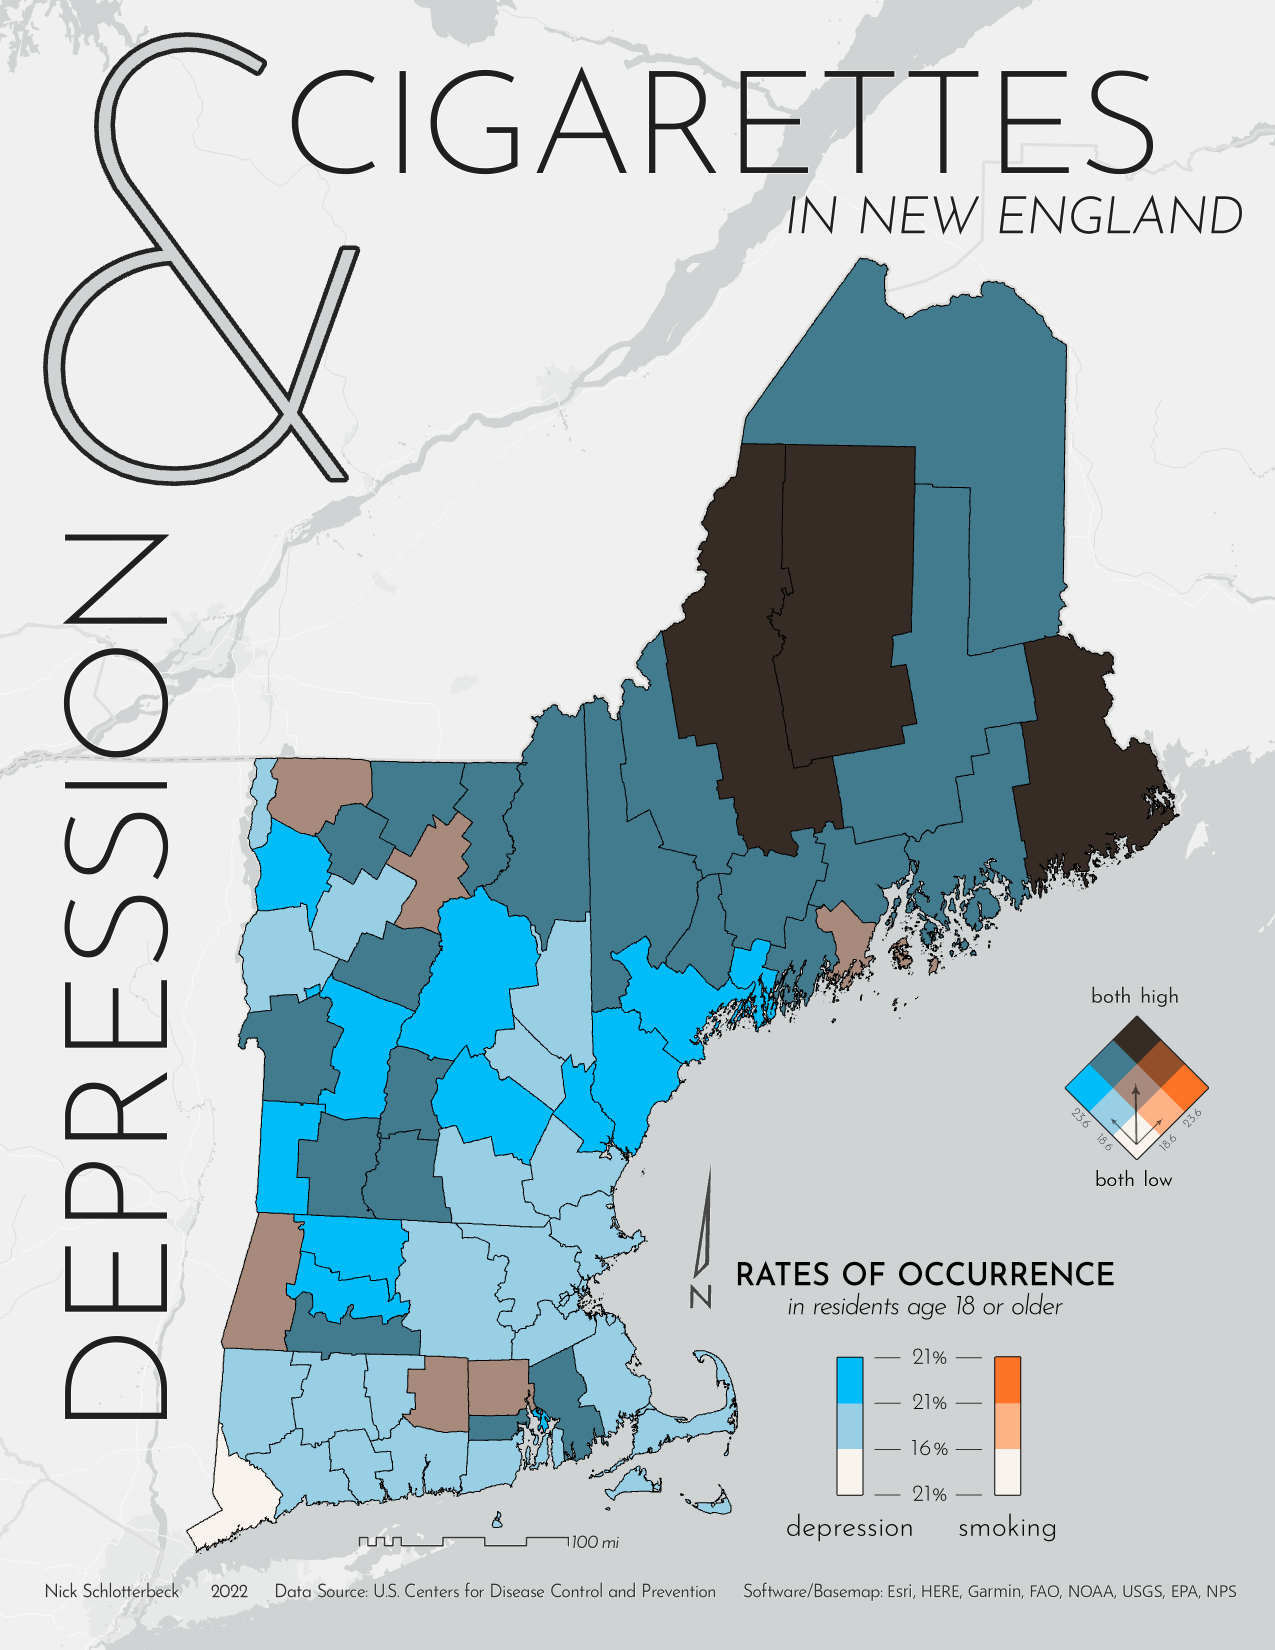 DEPRESSION
&
CIGARETTES
IN NEW ENGLAND
both high
23.6
18.6
18.6
23.6
both low
N
RATES OF OCCURRENCE
in residents age 18 or older
21%
21%
16%
21%
depression smoking
100 mi
Nick Schlotterbeck 2022 Data Source: U.S. Centers for Disease Control and Prevention Software/Basemap: Esri, HERE, Garmin, FAO, NOAA, USGS, EPA, NPS